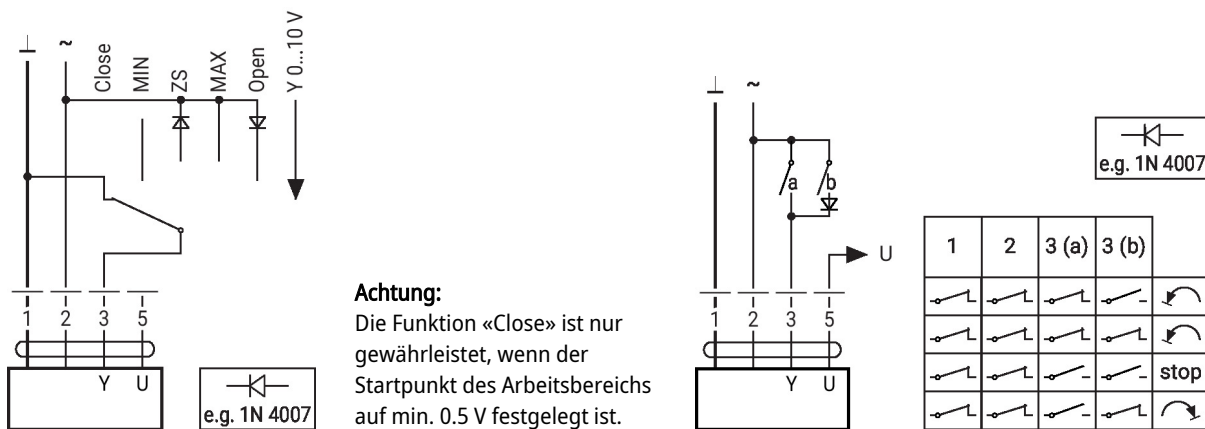 ⊥ ~ Close MIN ZS MAX Open Y 0...10 V
1 2 3 5
Y U
e.g. 1N 4007
Achtung:
Die Funktion «Close» ist nur
gewährleistet, wenn der
Startpunkt des Arbeitsbereichs
auf min. 0.5 V festgelegt ist.
⊥ ~
a b
U
1 2 3 5
Y U
e.g. 1N 4007
1 2 3 (a) 3 (b)
stop